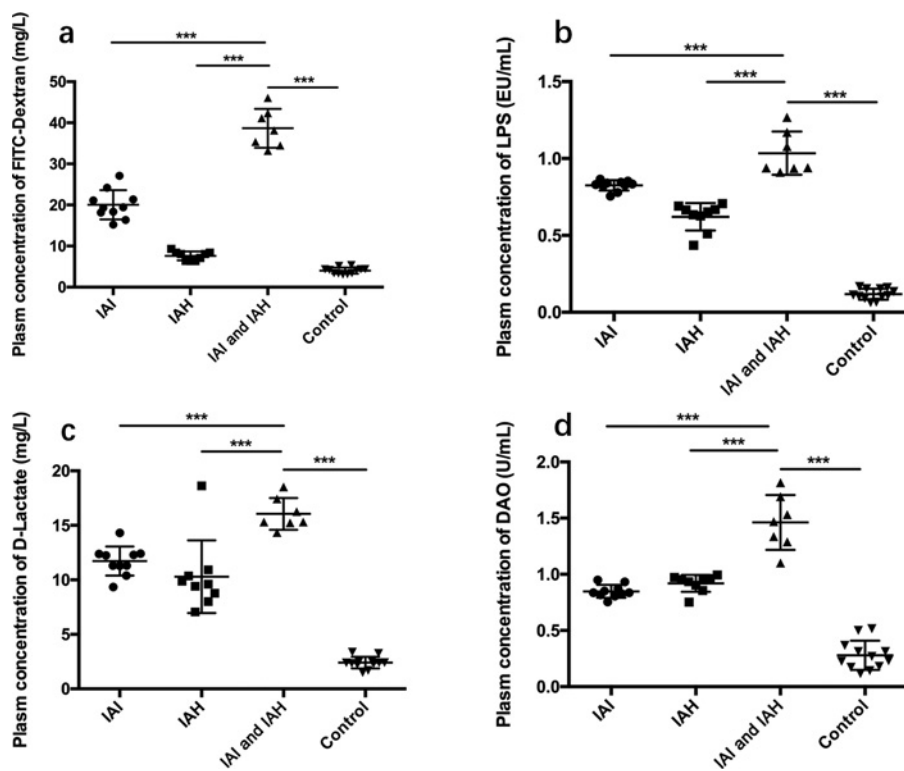 a
***
***
***
Plasm concentration of FITC-Dextran (mg/L)
50
40
30
20
10
0
IAI
IAH
IAI and IAH
Control
b
***
***
***
Plasm concentration of LPS (EU/mL)
1.5
1.0
0.5
0.0
IAI
IAH
IAI and IAH
Control
c
***
***
***
Plasm concentration of D-Lactate (mg/L)
20
15
10
5
0
IAI
IAH
IAI and IAH
Control
d
***
***
***
Plasm concentration of DAO (U/mL)
2.0
1.5
1.0
0.5
0.0
IAI
IAH
IAI and IAH
Control